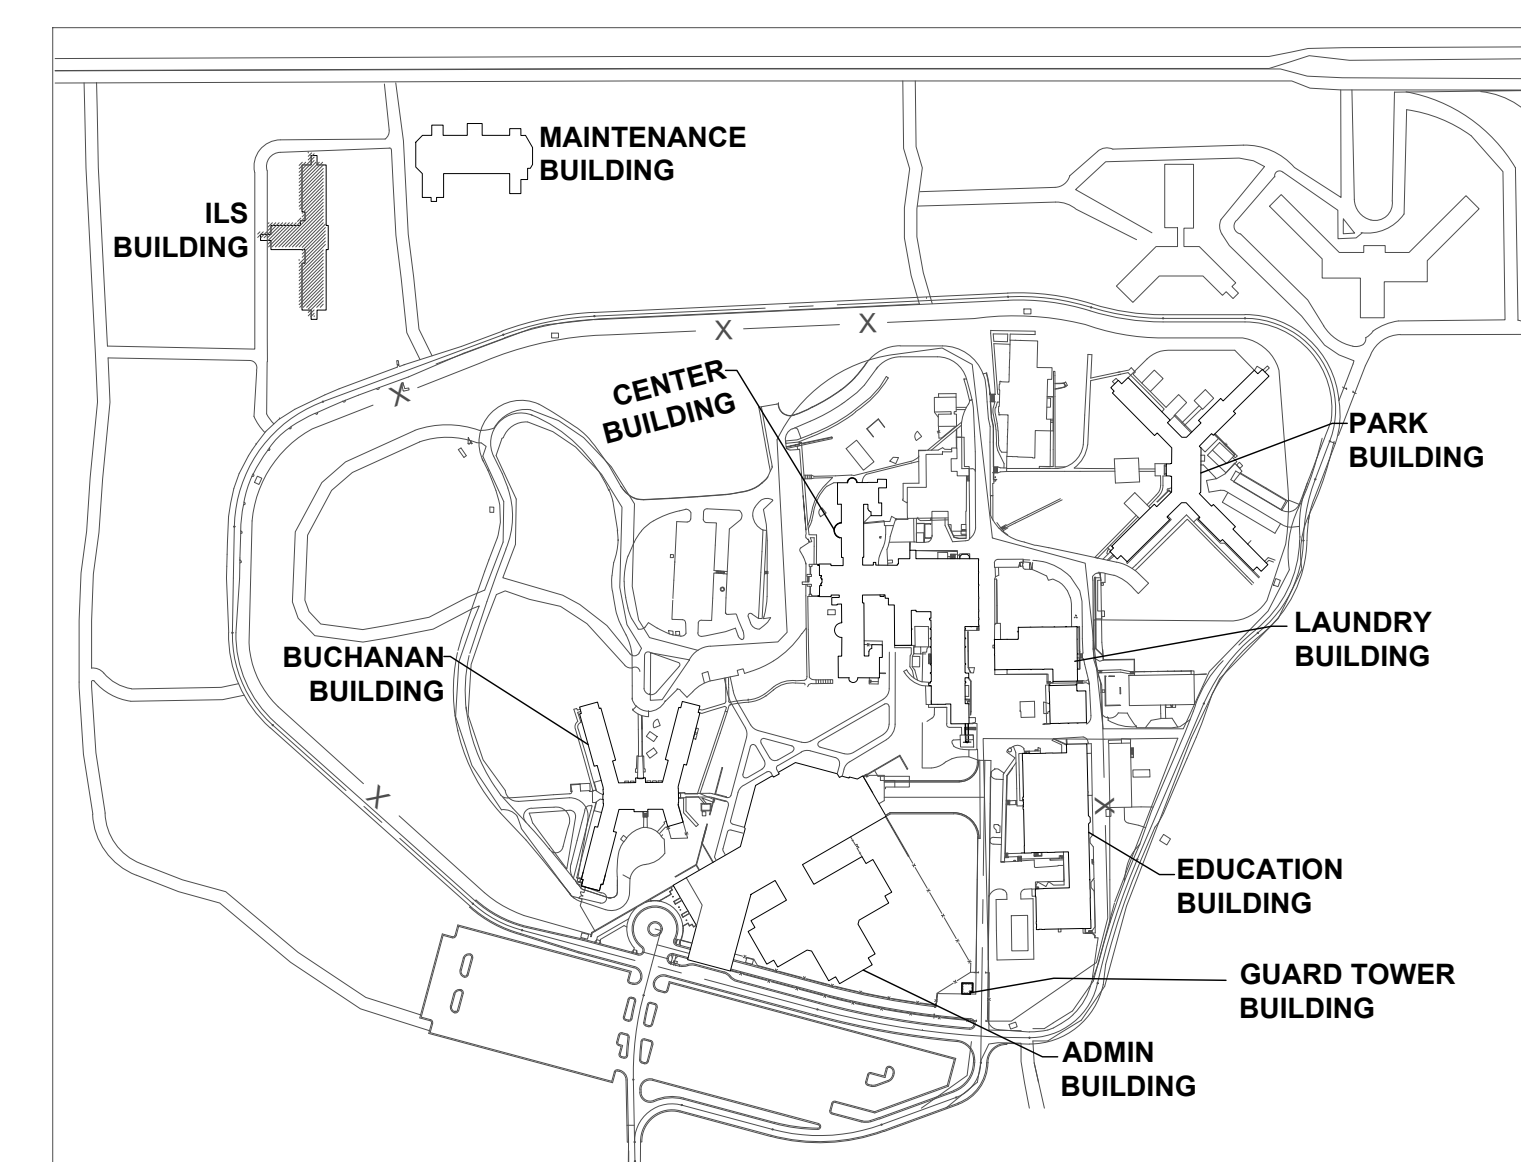 MAINTENANCE
BUILDING
ILS
BUILDING
CENTER
BUILDING
PARK
BUILDING
LAUNDRY
BUILDING
BUCHANAN
BUILDING
EDUCATION
BUILDING
GUARD TOWER
BUILDING
ADMIN
BUILDING